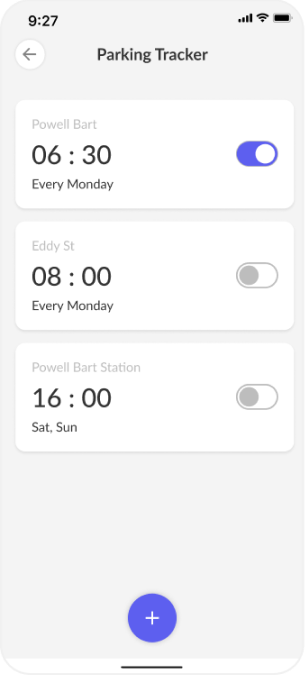 9:27
Parking Tracker
Powell Bart
06 : 30
Every Monday
Eddy St
08 : 00
Every Monday
Powell Bart Station
16 : 00
Sat, Sun